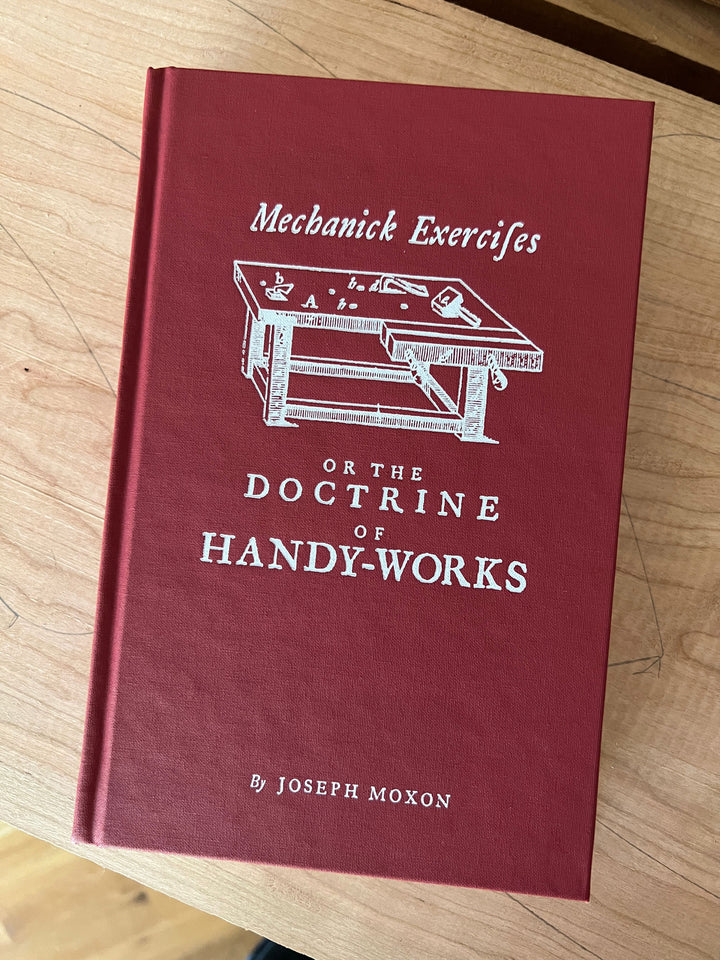 Mechanick Exerciſes
b b d
A b
OR THE
DOCTRINE
OF
HANDY-WORKS
By JOSEPH MOXON